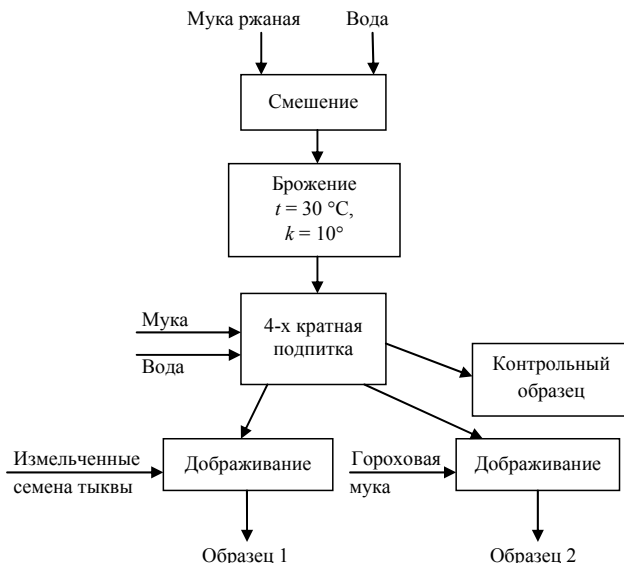 Мука ржаная
Вода
Смешение
Брожение
t = 30 °C,
k = 10°
Мука
Вода
4-х кратная
подпитка
Контрольный
образец
Измельченные
семена тыквы
Дображивание
Гороховая
мука
Дображивание
Образец 1
Образец 2